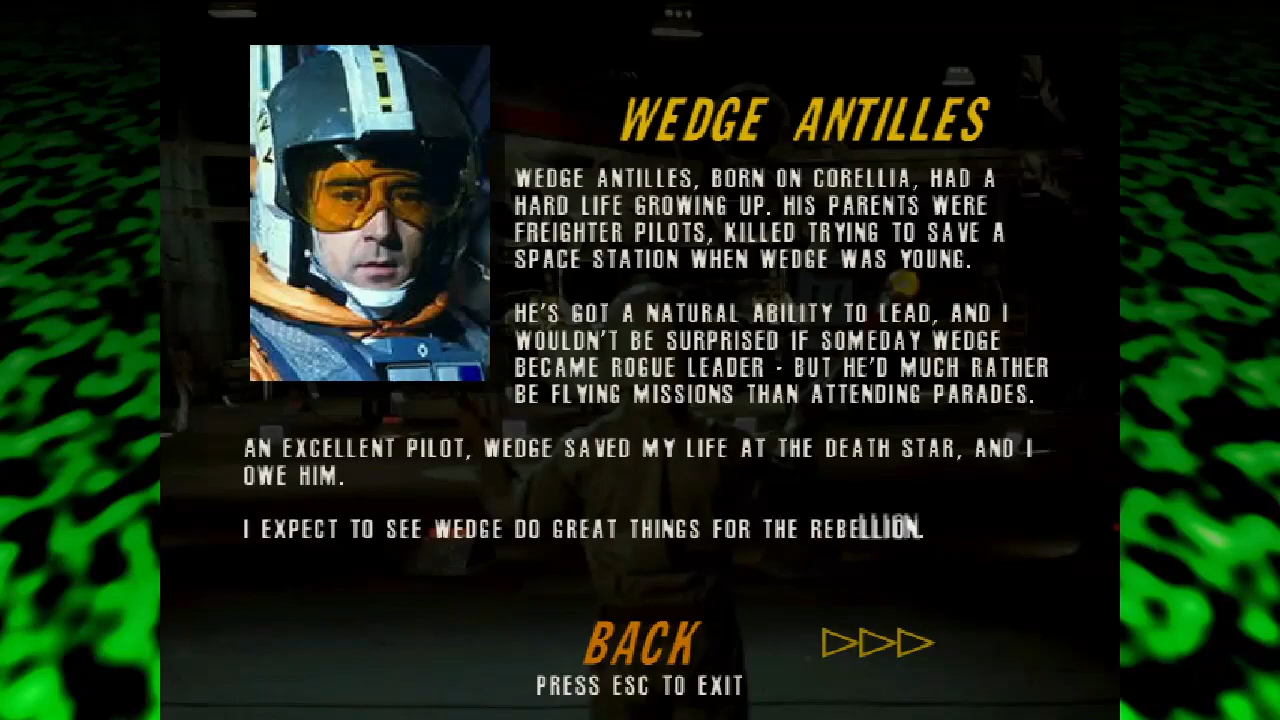 WEDGE ANTILLES
WEDGE ANTILLES, BORN ON CORELLIA, HAD A
HARD LIFE GROWING UP. HIS PARENTS WERE
FREIGHTER PILOTS, KILLED TRYING TO SAVE A
SPACE STATION WHEN WEDGE WAS YOUNG.
HE'S GOT A NATURAL ABILITY TO LEAD, AND I
WOULDN'T BE SURPRISED IF SOMEDAY WEDGE
BECAME ROGUE LEADER - BUT HE'D MUCH RATHER
BE FLYING MISSIONS THAN ATTENDING PARADES.
AN EXCELLENT PILOT, WEDGE SAVED MY LIFE AT THE DEATH STAR, AND I
OWE HIM.
I EXPECT TO SEE WEDGE DO GREAT THINGS FOR THE REBELLION.
BACK
PRESS ESC TO EXIT